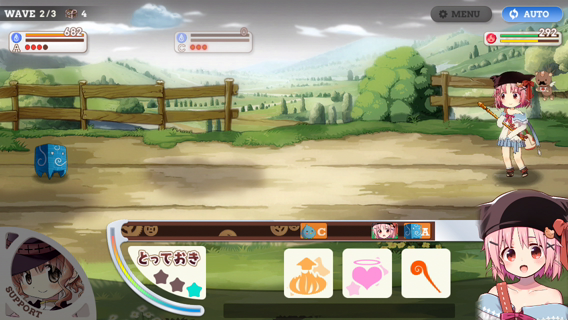 WAVE 2/3 4
MENU
AUTO
682
A
C
292
C
A
とっておき
SUPPORT